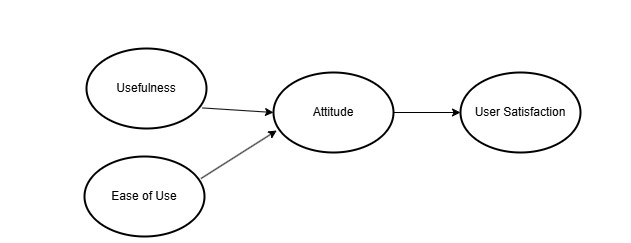 Usefulness
Attitude
User Satisfaction
Ease of Use